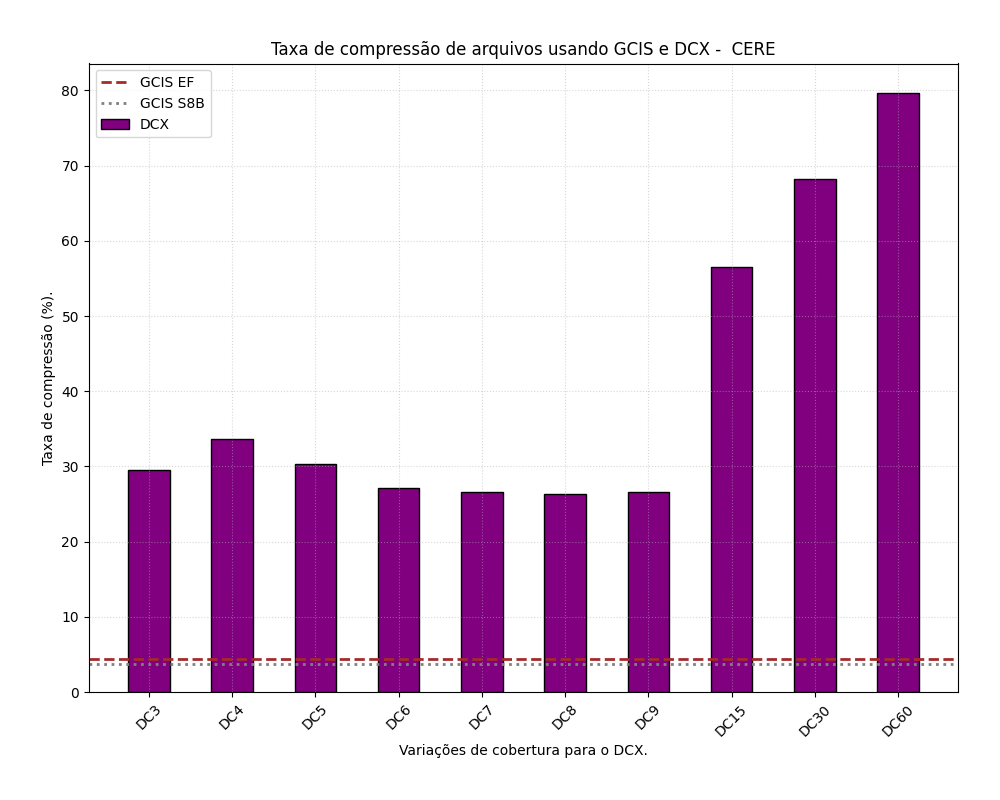 Taxa de compressão de arquivos usando GCIS e DCX -  CERE
GCIS EF
GCIS S8B
DCX
Taxa de compressão (%).
80
70
60
50
40
30
20
10
0
DC3
DC4
DC5
DC6
DC7
DC8
DC9
DC15
DC30
DC60
Variações de cobertura para o DCX.